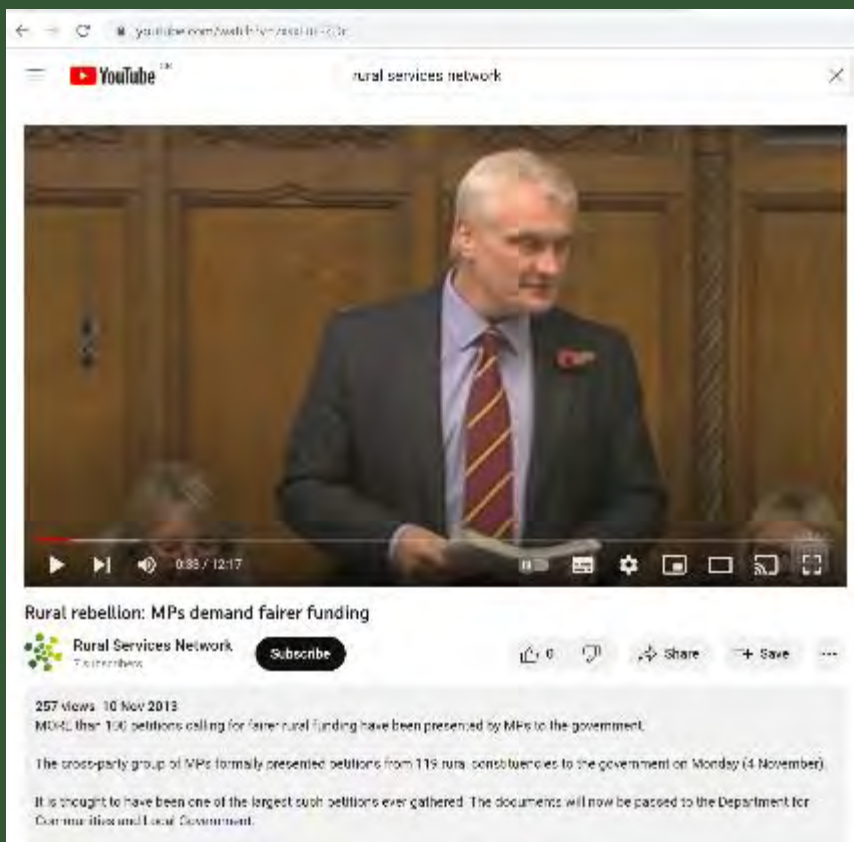 YouTube
rural services network
0:33 / 12:17
Rural rebellion: MPs demand fairer funding
Rural Services Network
7 subscribers
Subscribe
0
Share
Save
257 views 10 Nov 2013
MORE than 100 petitions calling for fairer rural funding have been presented by MPs to the government.
The cross-party group of MPs formally presented petitions from 119 rural constituencies to the government on Monday (4 November).
It is thought to have been one of the largest such petitions ever gathered. The documents will now be passed to the Department for
Communities and Local Government.